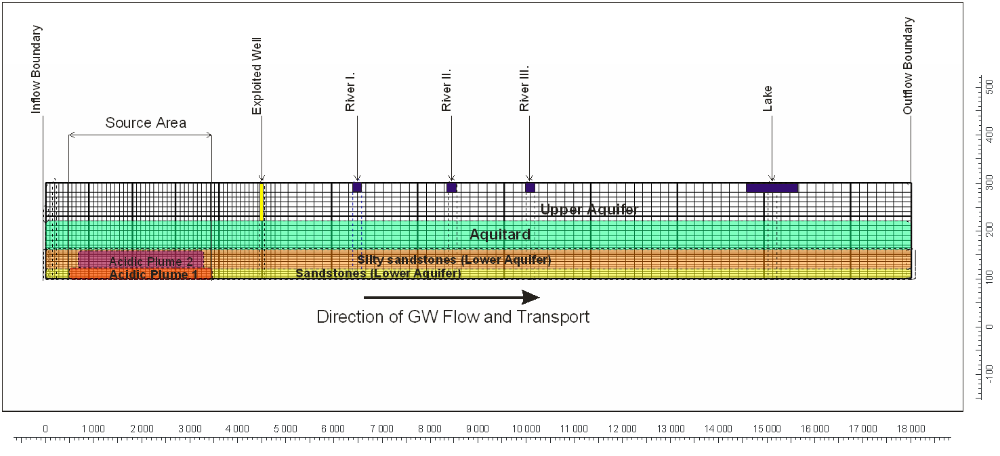 Inflow Boundary
Exploited Well
River I.
River II.
River III.
Lake
Outflow Boundary
Source Area
Upper Aquifer
Aquitard
Acidic Plume 2
Silty sandstones (Lower Aquifer)
Acidic Plume 1
Sandstones (Lower Aquifer)
Direction of GW Flow and Transport
500
400
300
200
100
0
-100
0 1 000 2 000 3 000 4 000 5 000 6 000 7 000 8 000 9 000 10 000 11 000 12 000 13 000 14 000 15 000 16 000 17 000 18 000